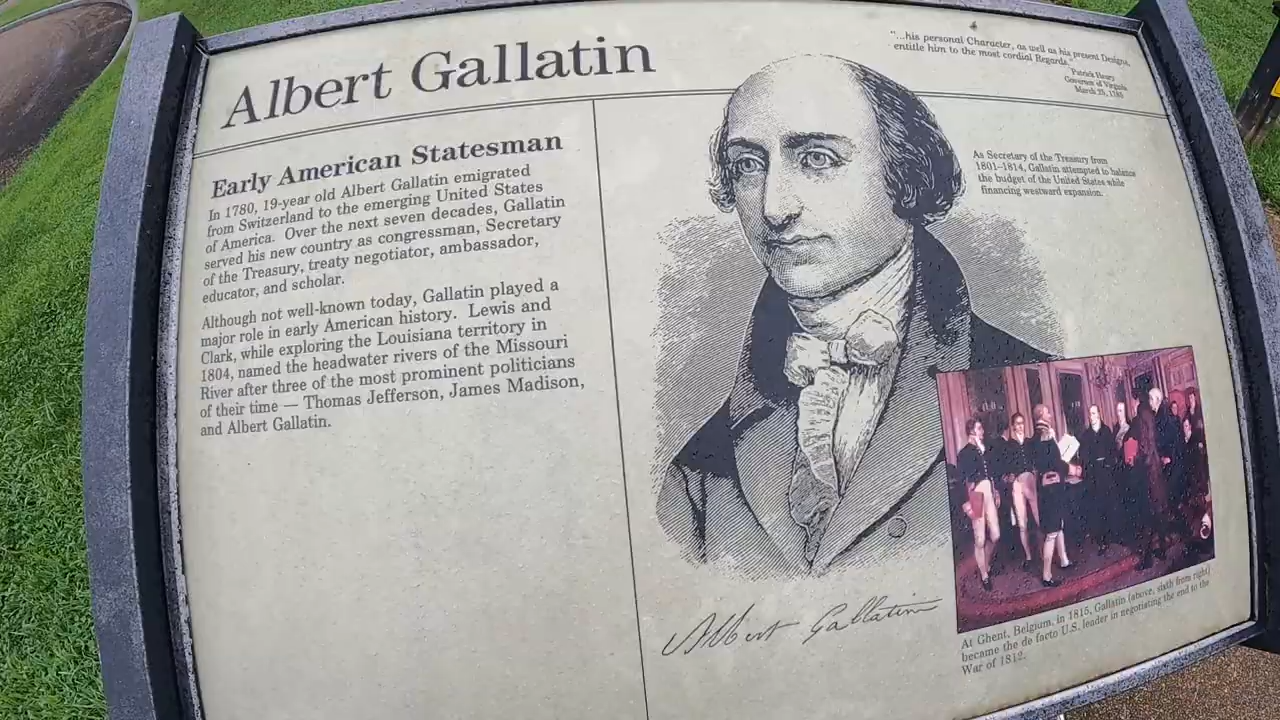 Albert Gallatin
"...his personal Character, as well as his present Designs,
entitle him to the most cordial Regards."
Patrick Henry
Governor of Virginia
March 25, 1785
Early American Statesman
In 1780, 19-year old Albert Gallatin emigrated
from Switzerland to the emerging United States
of America. Over the next seven decades, Gallatin
served his new country as congressman, Secretary
of the Treasury, treaty negotiator, ambassador,
educator, and scholar.
Although not well-known today, Gallatin played a
major role in early American history. Lewis and
Clark, while exploring the Louisiana territory in
1804, named the headwater rivers of the Missouri
River after three of the most prominent politicians
of their time — Thomas Jefferson, James Madison,
and Albert Gallatin.
As Secretary of the Treasury from
1801-1814, Gallatin attempted to balance
the budget of the United States while
financing westward expansion.
Albert Gallatin
At Ghent, Belgium, in 1815, Gallatin (above, sixth from right)
became the de facto U.S. leader in negotiating the end to the
War of 1812.